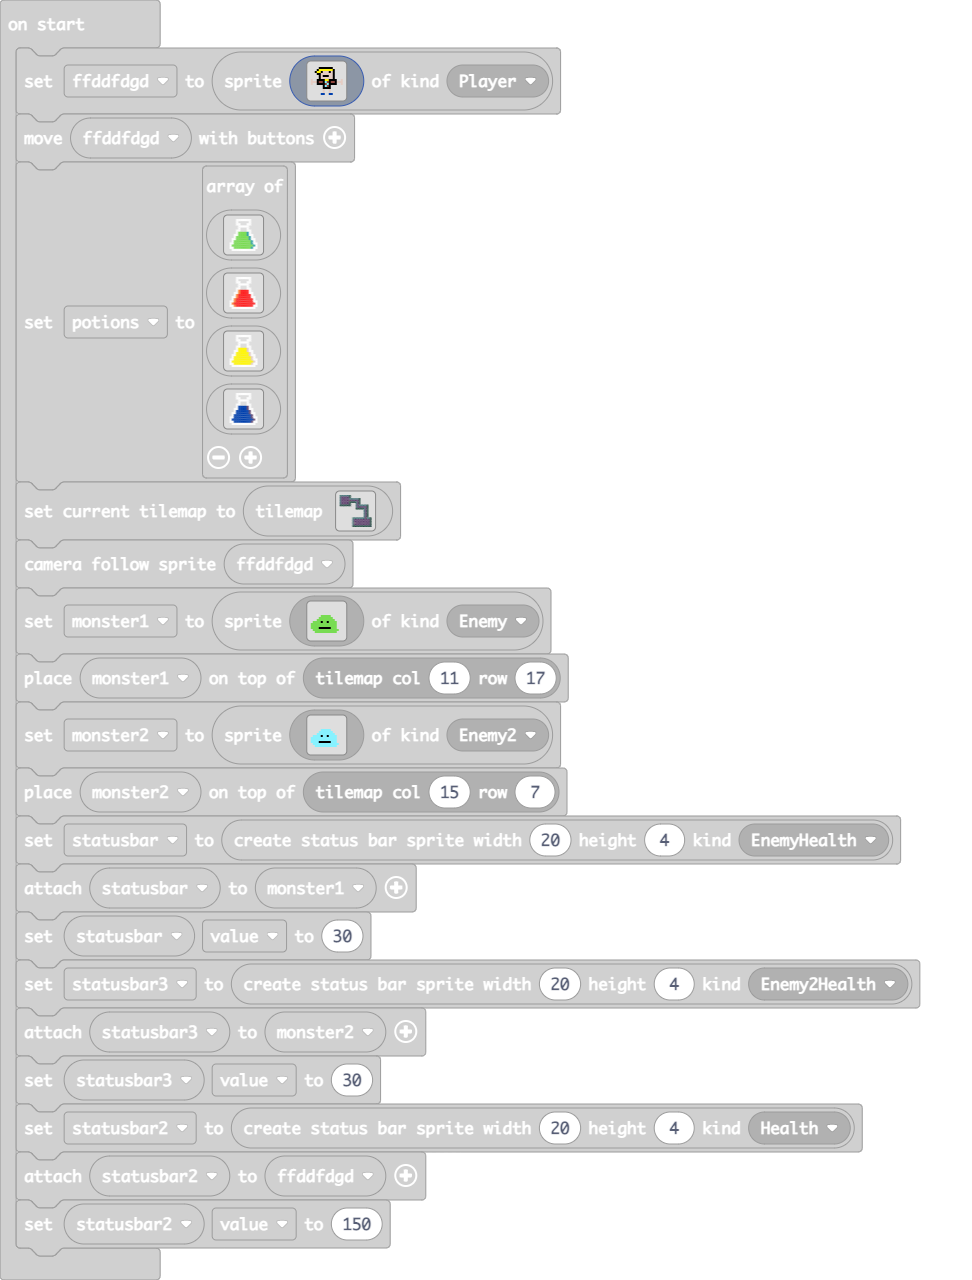 on start
set ffddfdgd to sprite of kind Player
move ffddfdgd with buttons
array of
set potions to
set current tilemap to tilemap
camera follow sprite ffddfdgd
set monster1 to sprite of kind Enemy
place monster1 on top of tilemap col 11 row 17
set monster2 to sprite of kind Enemy2
place monster2 on top of tilemap col 15 row 7
set statusbar to create status bar sprite width 20 height 4 kind EnemyHealth
attach statusbar to monster1
set statusbar value to 30
set statusbar3 to create status bar sprite width 20 height 4 kind Enemy2Health
attach statusbar3 to monster2
set statusbar3 value to 30
set statusbar2 to create status bar sprite width 20 height 4 kind Health
attach statusbar2 to ffddfdgd
set statusbar2 value to 150